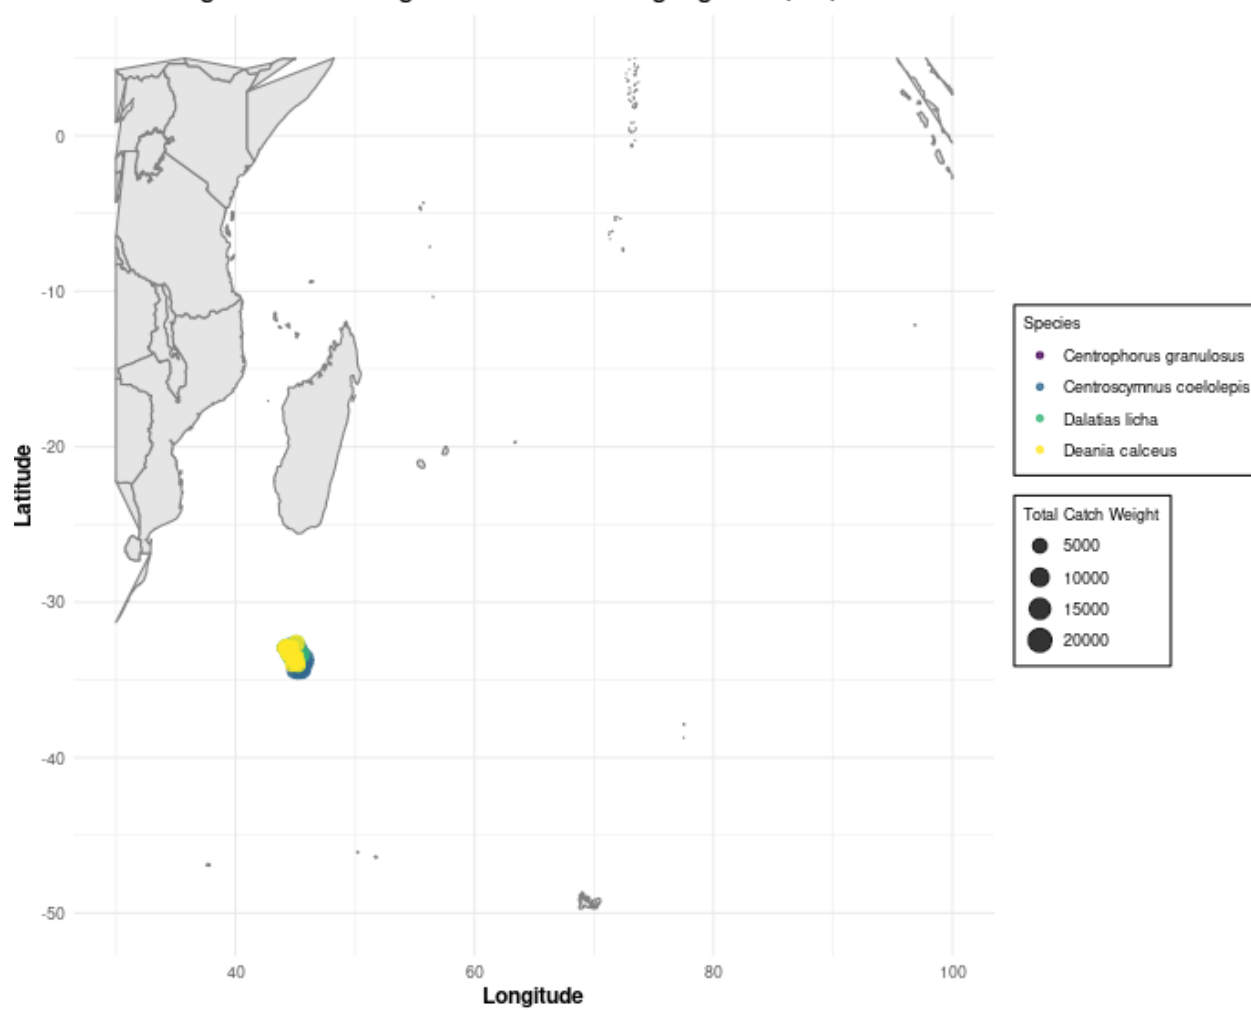 0
-10
-20
-30
-40
-50
Latitude
40
60
80
100
Longitude
Species
Centrophorus granulosus
Centroscymnus coelolepis
Dalatias licha
Deania calceus
Total Catch Weight
5000
10000
15000
20000